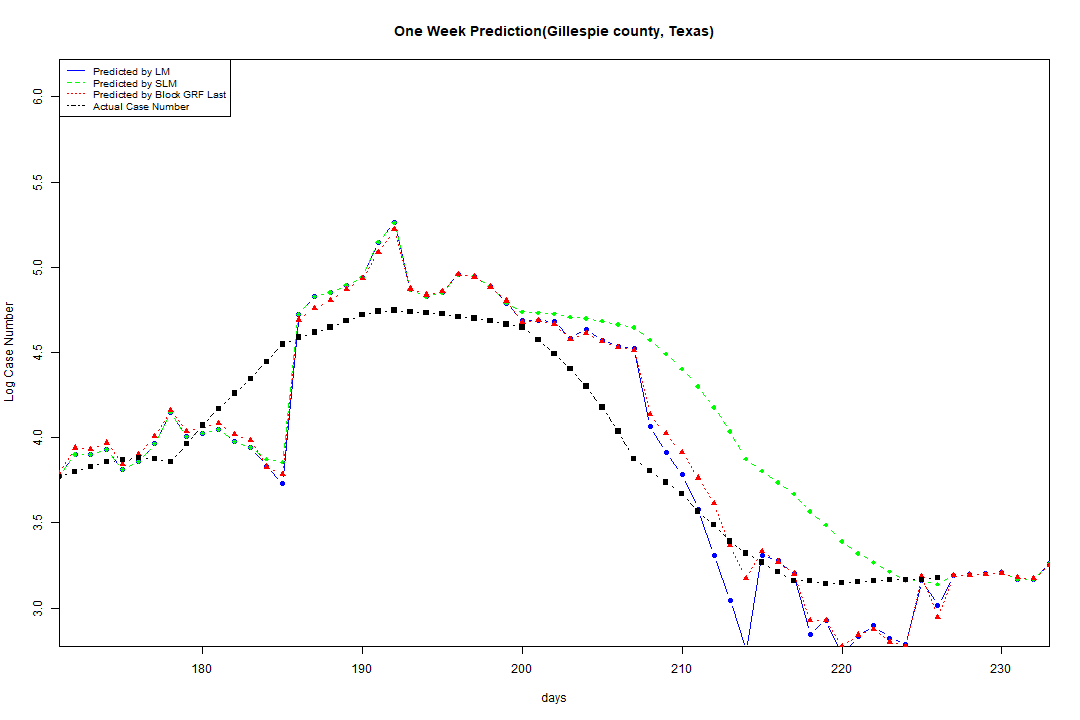 One Week Prediction(Gillespie county, Texas)
Predicted by LM
Predicted by SLM
Predicted by Block GRF Last
Actual Case Number
6.0
5.5
5.0
4.5
4.0
3.5
3.0
Log Case Number
180 190 200 210 220 230
days